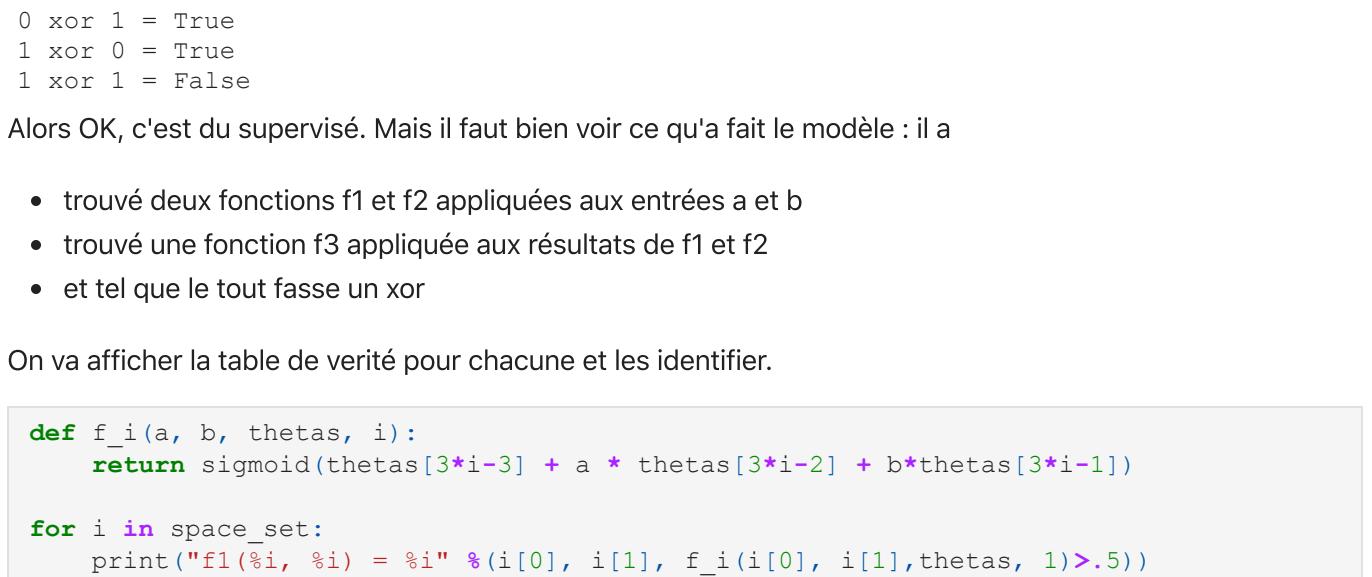 0 xor 1 = True
1 xor 0 = True
1 xor 1 = False
Alors OK, c'est du supervisé. Mais il faut bien voir ce qu'a fait le modèle : il a
• trouvé deux fonctions f1 et f2 appliquées aux entrées a et b
• trouvé une fonction f3 appliquée aux résultats de f1 et f2
• et tel que le tout fasse un xor
On va afficher la table de verité pour chacune et les identifier.
def f_i(a, b, thetas, i):
    return sigmoid(thetas[3*i-3] + a * thetas[3*i-2] + b*thetas[3*i-1])
for i in space_set:
    print("f1(%i, %i) = %i" %(i[0], i[1], f_i(i[0], i[1],thetas, 1)>.5))